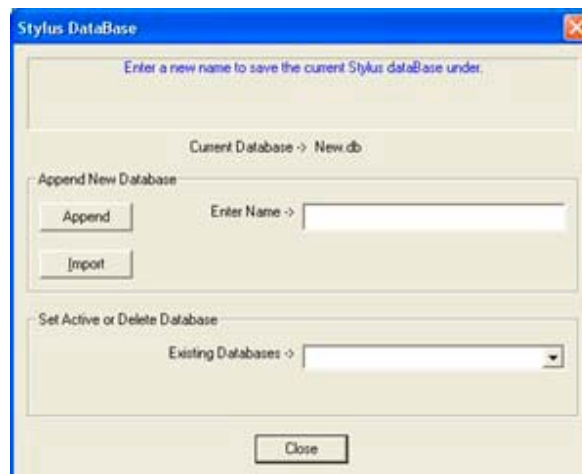 Stylus DataBase
Enter a new name to save the current Stylus dataBase under.
Current Database -> New.db
Append New Database
Append
Enter Name ->
Import
Set Active or Delete Database
Existing Databases ->
Close